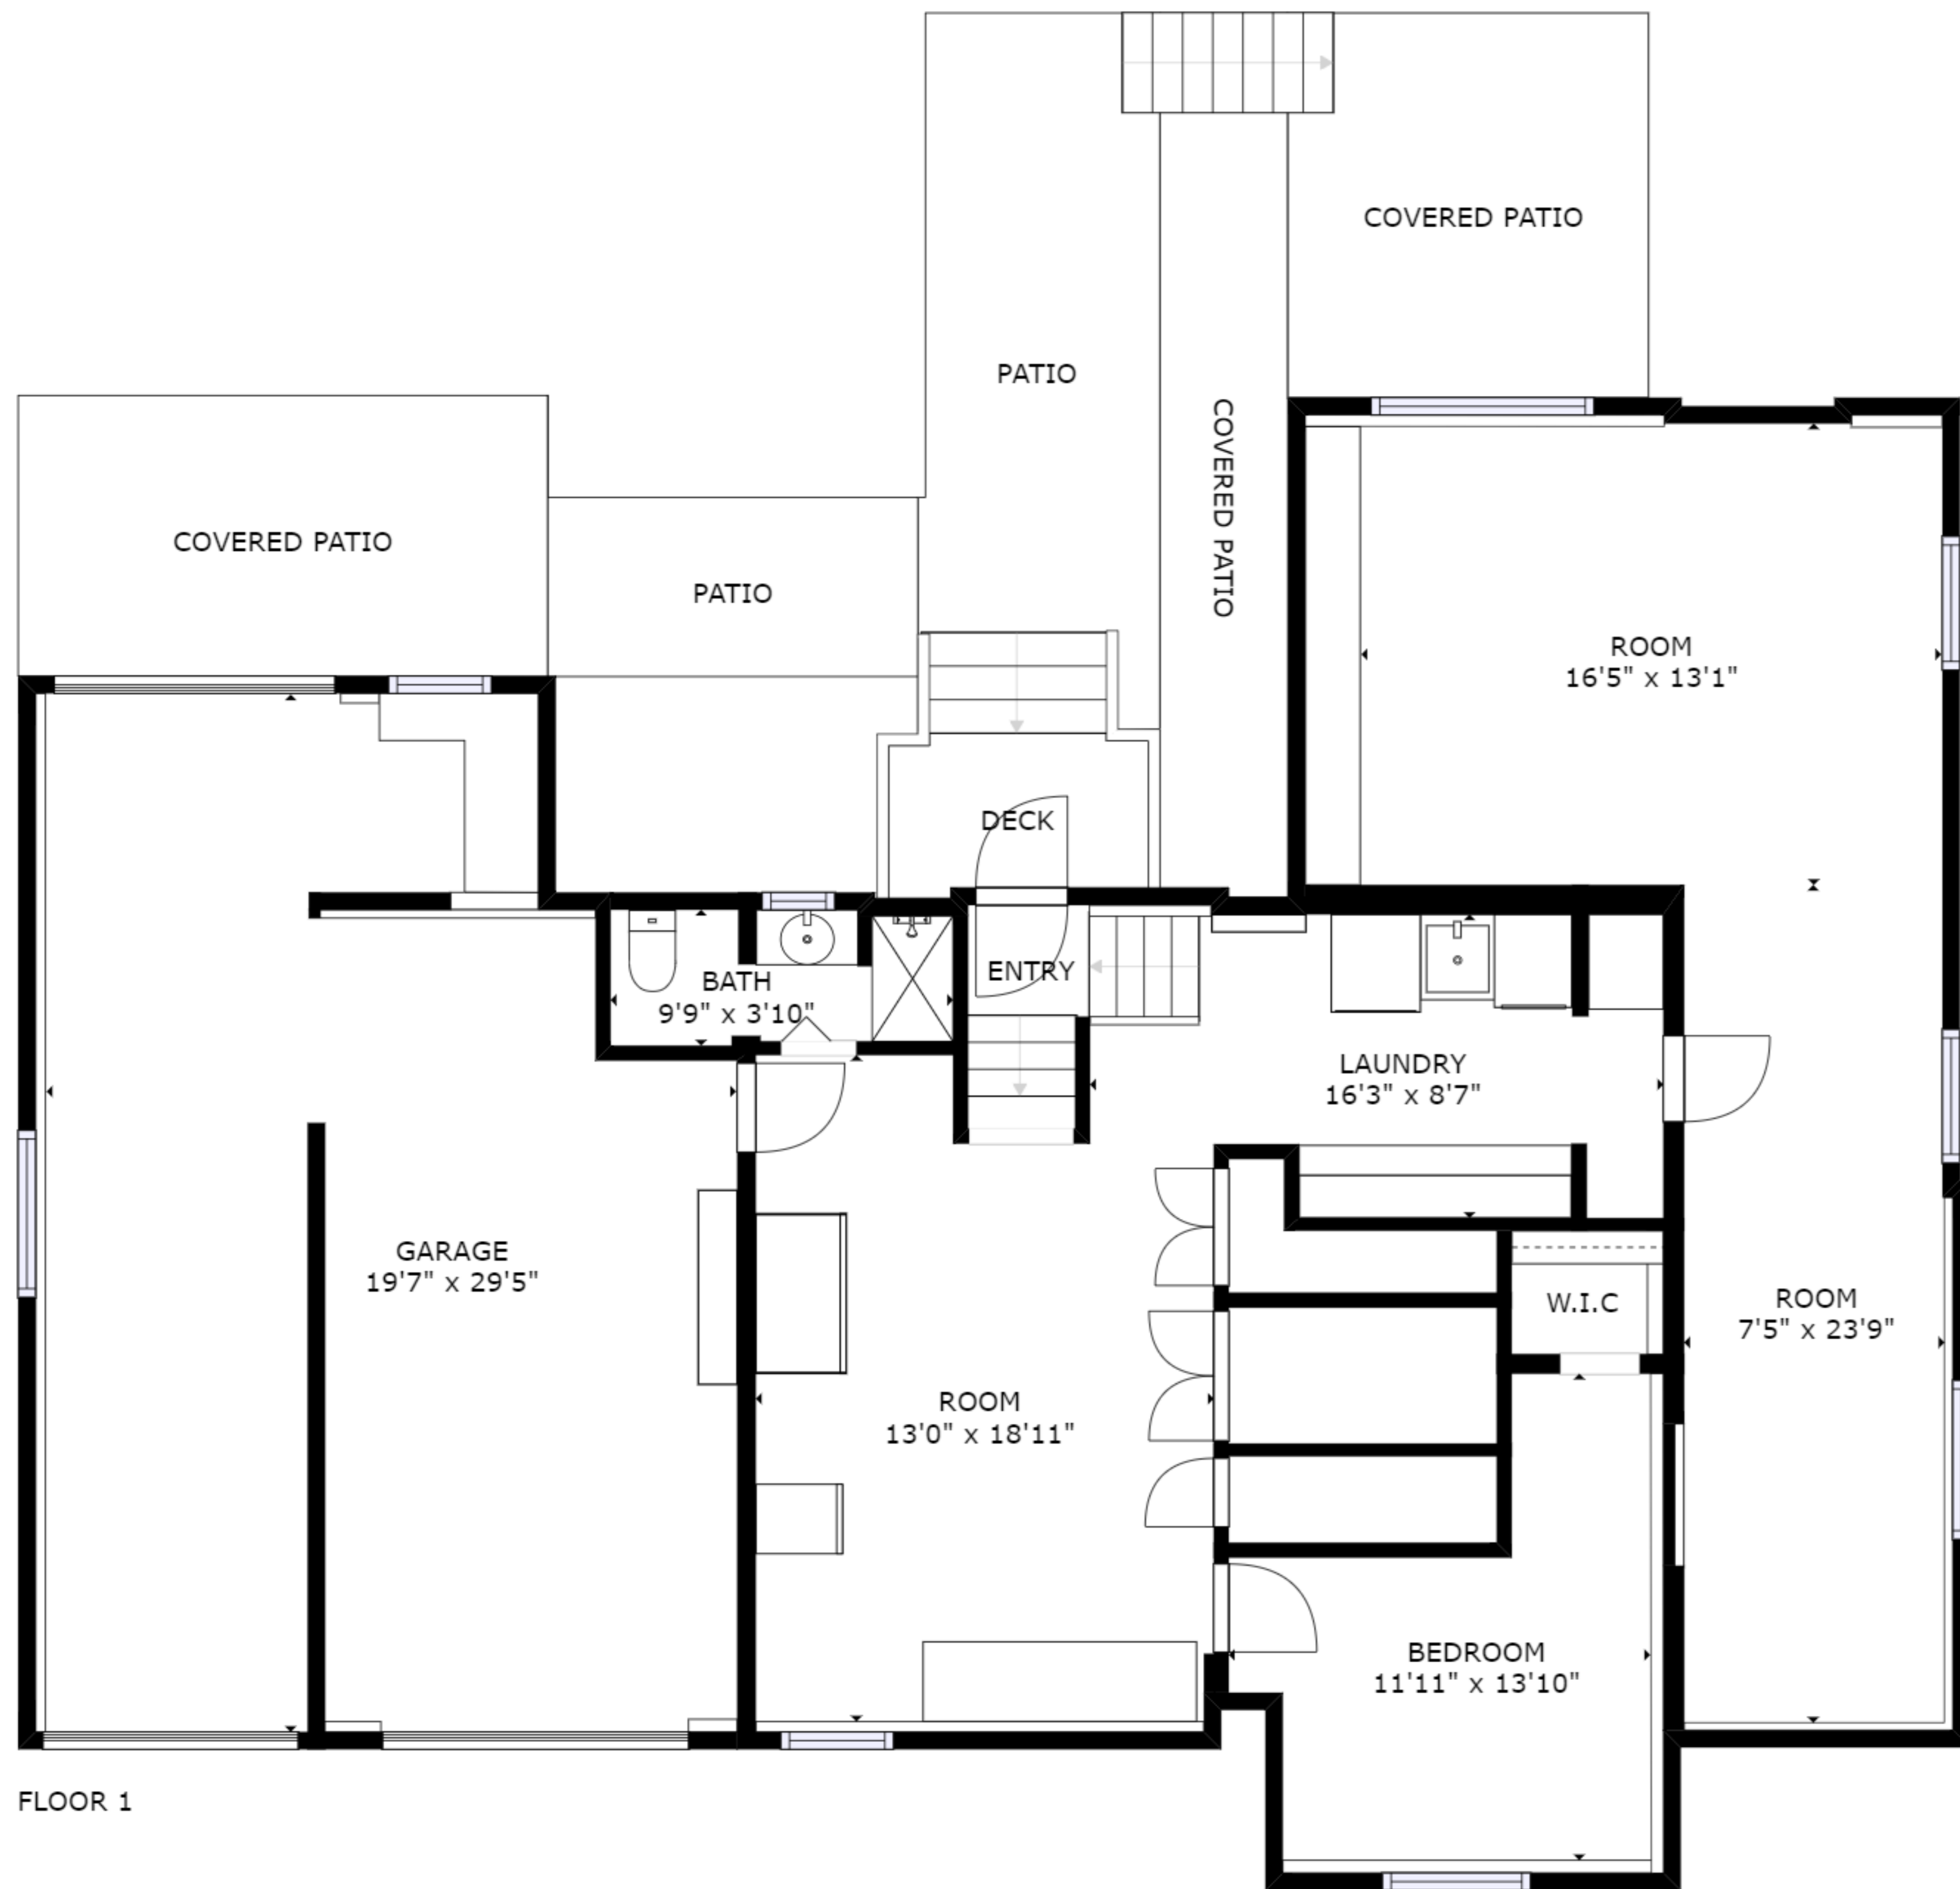 COVERED PATIO
PATIO
COVERED PATIO
COVERED PATIO
PATIO
ROOM
16'5" x 13'1"
DECK
ENTRY
BATH
9'9" x 3'10"
LAUNDRY
16'3" x 8'7"
GARAGE
19'7" x 29'5"
W.I.C
ROOM
7'5" x 23'9"
ROOM
13'0" x 18'11"
BEDROOM
11'11" x 13'10"
FLOOR 1